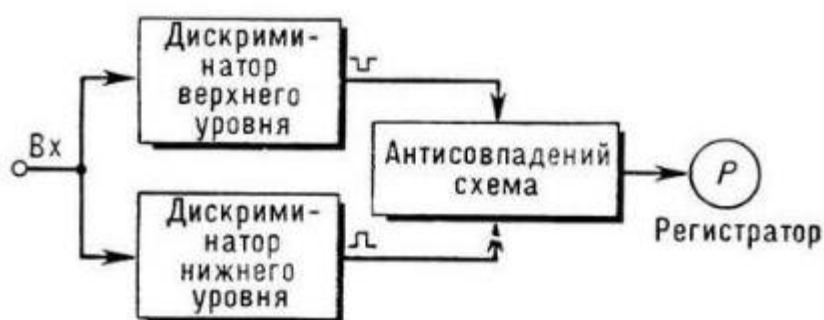 Дискрими-
натор
верхнего
уровня
Вх
Антисовпадений
схема
Р
Регистратор
Дискрими-
натор
нижнего
уровня